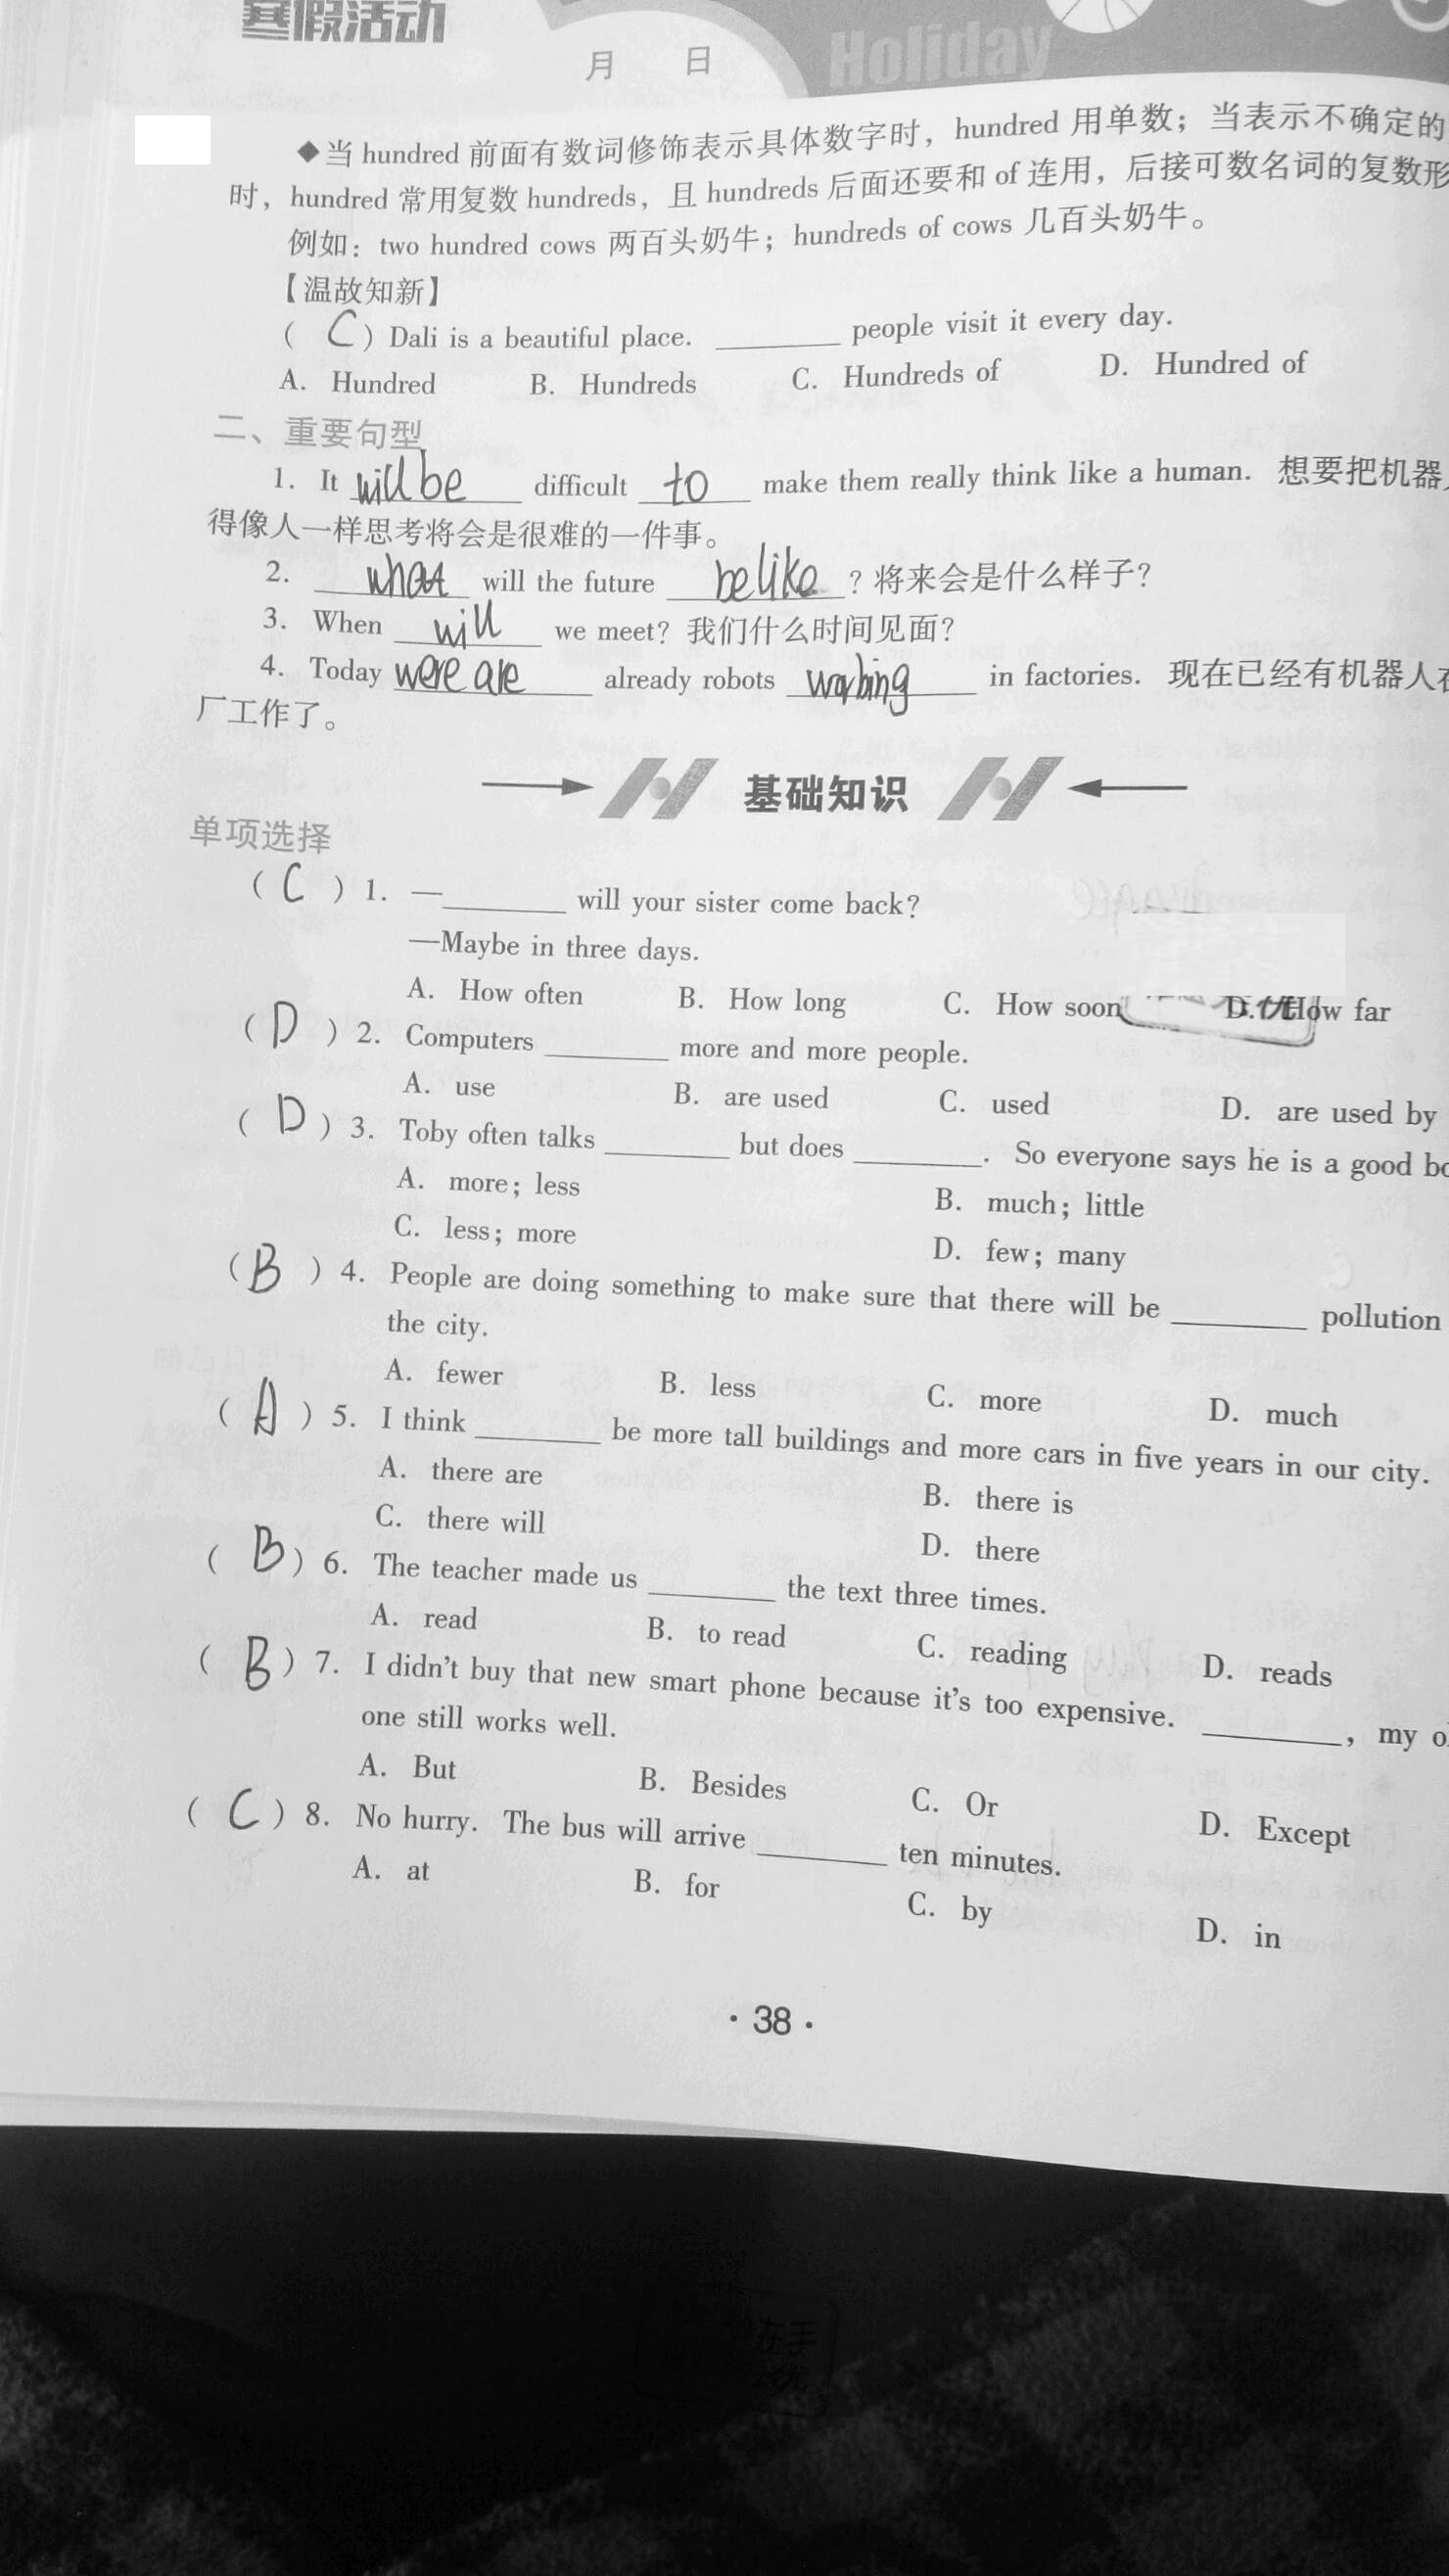 寒假活动
月 日
Holiday
◆当 hundred 前面有数词修饰表示具体数字时，hundred 用单数；当表示不确定的
时，hundred 常用复数 hundreds，且 hundreds 后面还要和 of 连用，后接可数名词的复数形
例如：two hundred cows 两百头奶牛；hundreds of cows 几百头奶牛。
【温故知新】
( C ) Dali is a beautiful place. ______ people visit it every day.
A. Hundred B. Hundreds C. Hundreds of D. Hundred of
二、重要句型
1. It will be difficult to make them really think like a human. 想要把机器
得像人一样思考将会是很难的一件事。
2. what will the future be like ? 将来会是什么样子？
3. When will we meet? 我们什么时间见面？
4. Today were are already robots working in factories. 现在已经有机器人在
厂工作了。
基础知识
单项选择
( C ) 1. —______ will your sister come back?
—Maybe in three days.
A. How often B. How long C. How soon D. How far
( D ) 2. Computers ______ more and more people.
A. use B. are used C. used D. are used by
( D ) 3. Toby often talks ______ but does ______. So everyone says he is a good
A. more; less B. much; little
C. less; more D. few; many
( B ) 4. People are doing something to make sure that there will be ______ pollution
the city.
A. fewer B. less C. more D. much
( A ) 5. I think ______ be more tall buildings and more cars in five years in our city.
A. there are B. there is
C. there will D. there
( B ) 6. The teacher made us ______ the text three times.
A. read B. to read C. reading D. reads
( B ) 7. I didn't buy that new smart phone because it's too expensive. ______, my
one still works well.
A. But B. Besides C. Or D. Except
( C ) 8. No hurry. The bus will arrive ______ ten minutes.
A. at B. for C. by D. in
· 38 ·